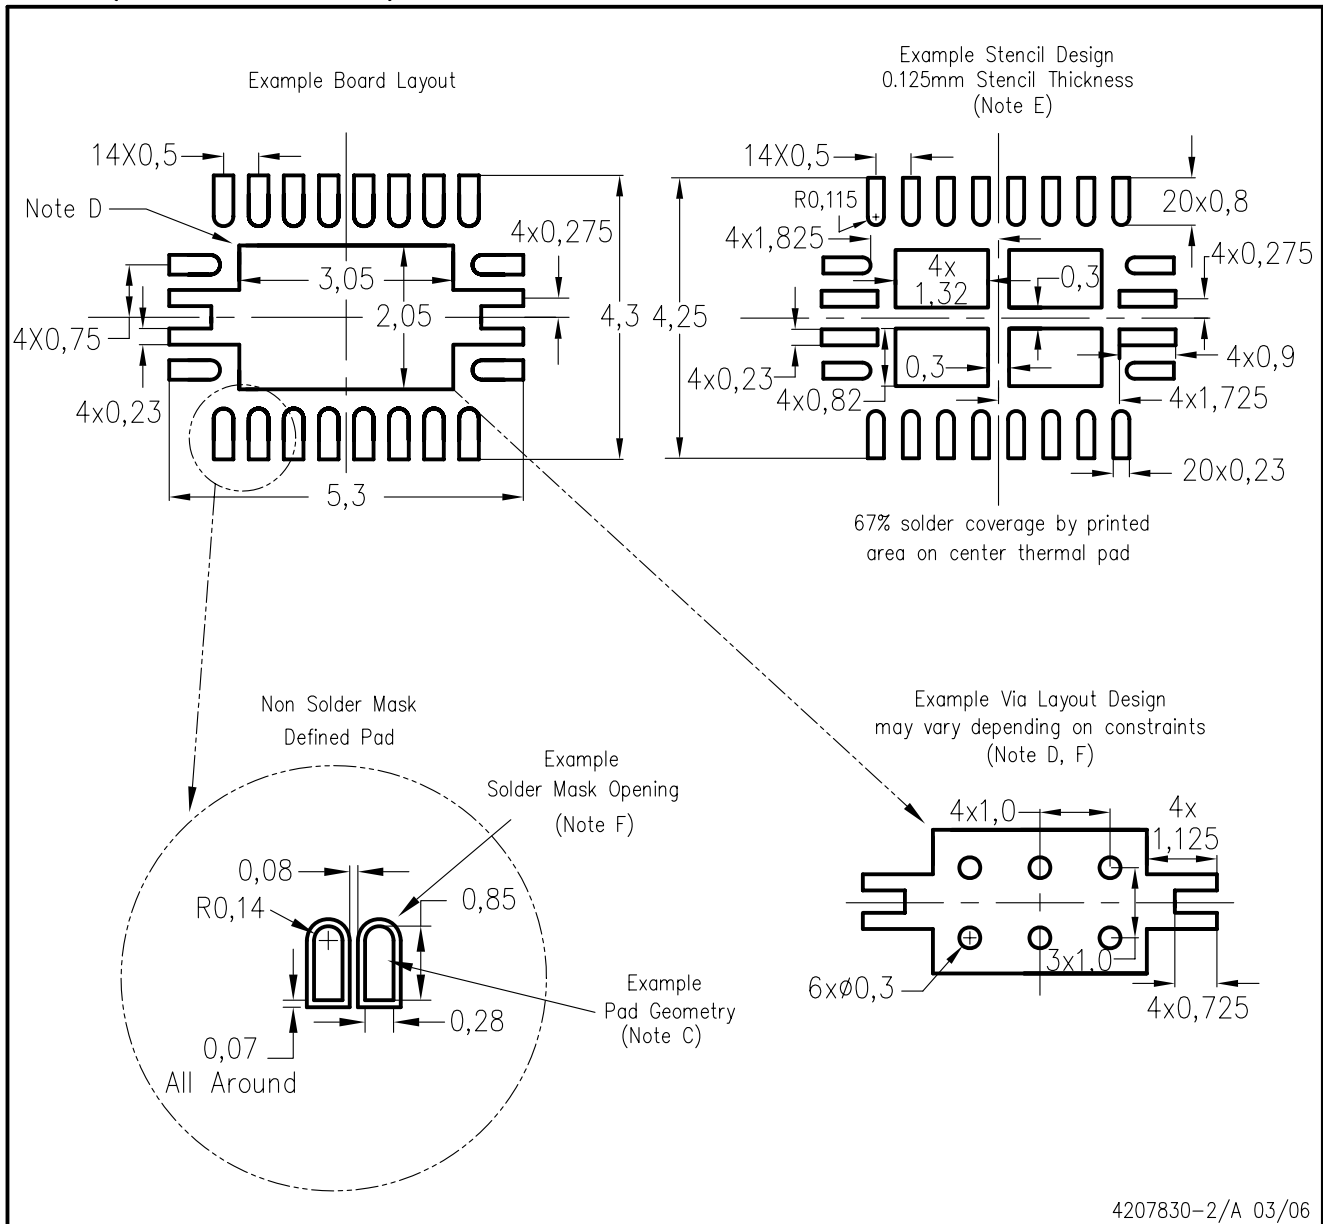 Example Board Layout
14X0,5
Note D
4x0,275
3,05
2,05
4,3
4X0,75
4x0,23
5,3
Example Stencil Design
0.125mm Stencil Thickness
(Note E)
14X0,5
R0,115
20x0,8
4x1,825
4x0,275
4x
1,32
0,3
4,25
0,3
4x0,23
4x0,82
4x0,9
4x1,725
20x0,23
67% solder coverage by printed
area on center thermal pad
Non Solder Mask
Defined Pad
Example
Solder Mask Opening
(Note F)
0,08
R0,14
0,85
0,28
0,07
All Around
Example
Pad Geometry
(Note C)
Example Via Layout Design
may vary depending on constraints
(Note D, F)
4x1,0
4x
1,125
3x1,0
6xø0,3
4x0,725
4207830-2/A 03/06